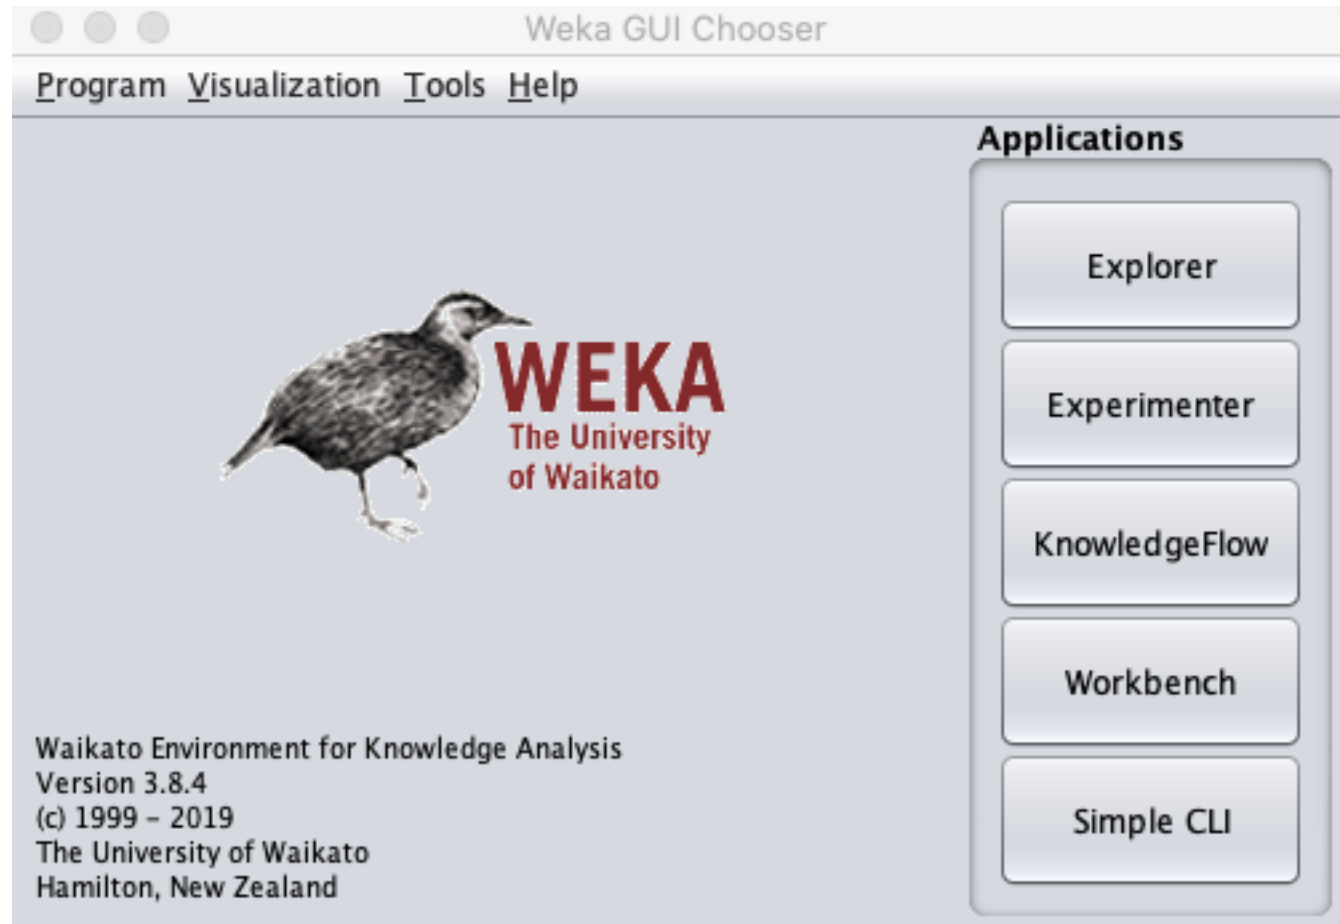 Weka GUI Chooser
Program Visualization Tools Help
Applications
Explorer
Experimenter
KnowledgeFlow
Workbench
Simple CLI
WEKA
The University
of Waikato
Waikato Environment for Knowledge Analysis
Version 3.8.4
(c) 1999 – 2019
The University of Waikato
Hamilton, New Zealand